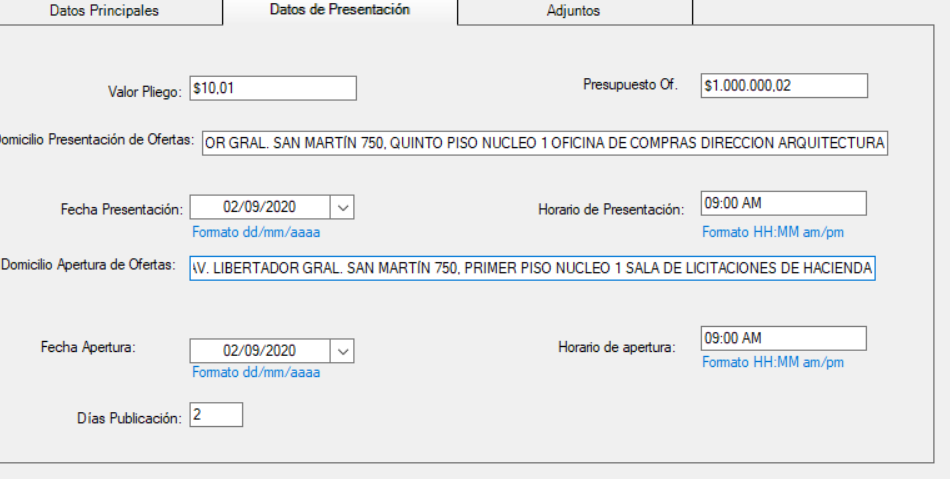 Datos Principales
Datos de Presentación
Adjuntos
Valor Pliego: $10,01
Presupuesto Of. $1.000.000,02
omicilio Presentación de Ofertas: OR GRAL. SAN MARTÍN 750, QUINTO PISO NUCLEO 1 OFICINA DE COMPRAS DIRECCION ARQUITECTURA
Fecha Presentación: 02/09/2020
Formato dd/mm/aaaa
Horario de Presentación: 09:00 AM
Formato HH:MM am/pm
Domicilio Apertura de Ofertas: AV. LIBERTADOR GRAL. SAN MARTÍN 750, PRIMER PISO NUCLEO 1 SALA DE LICITACIONES DE HACIENDA
Fecha Apertura: 02/09/2020
Formato dd/mm/aaaa
Horario de apertura: 09:00 AM
Formato HH:MM am/pm
Días Publicación: 2